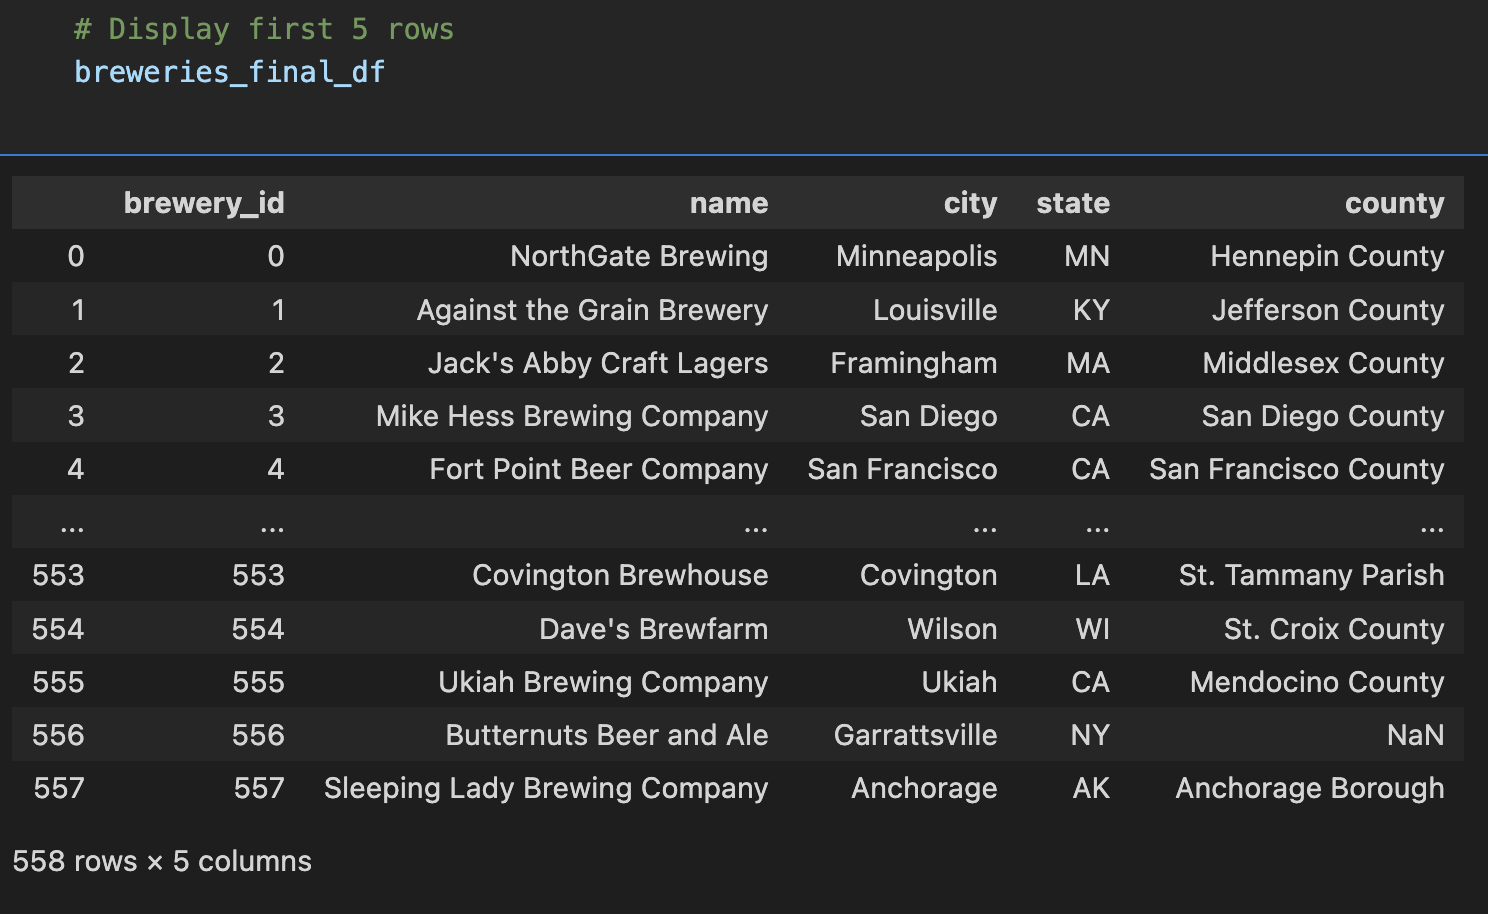 # Display first 5 rows
breweries_final_df
brewery_id name city state county
0 0 NorthGate Brewing Minneapolis MN Hennepin County
1 1 Against the Grain Brewery Louisville KY Jefferson County
2 2 Jack's Abby Craft Lagers Framingham MA Middlesex County
3 3 Mike Hess Brewing Company San Diego CA San Diego County
4 4 Fort Point Beer Company San Francisco CA San Francisco County
... ... ... ... ... ...
553 553 Covington Brewhouse Covington LA St. Tammany Parish
554 554 Dave's Brewfarm Wilson WI St. Croix County
555 555 Ukiah Brewing Company Ukiah CA Mendocino County
556 556 Butternuts Beer and Ale Garrattsville NY NaN
557 557 Sleeping Lady Brewing Company Anchorage AK Anchorage Borough
558 rows × 5 columns